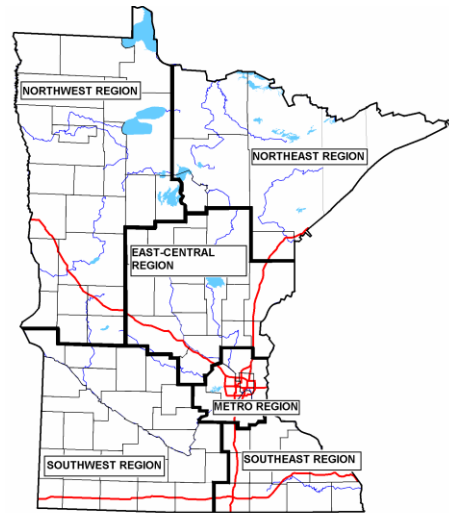 NORTHWEST REGION
NORTHEAST REGION
EAST-CENTRAL
REGION
METRO REGION
SOUTHWEST REGION
SOUTHEAST REGION